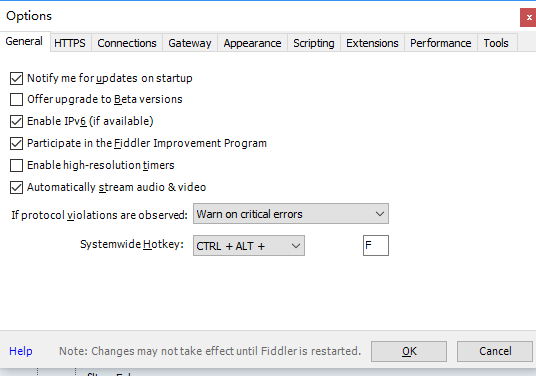 Options
General HTTPS Connections Gateway Appearance Scripting Extensions Performance Tools
Notify me for updates on startup
Offer upgrade to Beta versions
Enable IPv6 (if available)
Participate in the Fiddler Improvement Program
Enable high-resolution timers
Automatically stream audio & video
If protocol violations are observed: Warn on critical errors
Systemwide Hotkey: CTRL + ALT + F
Help Note: Changes may not take effect until Fiddler is restarted. OK Cancel